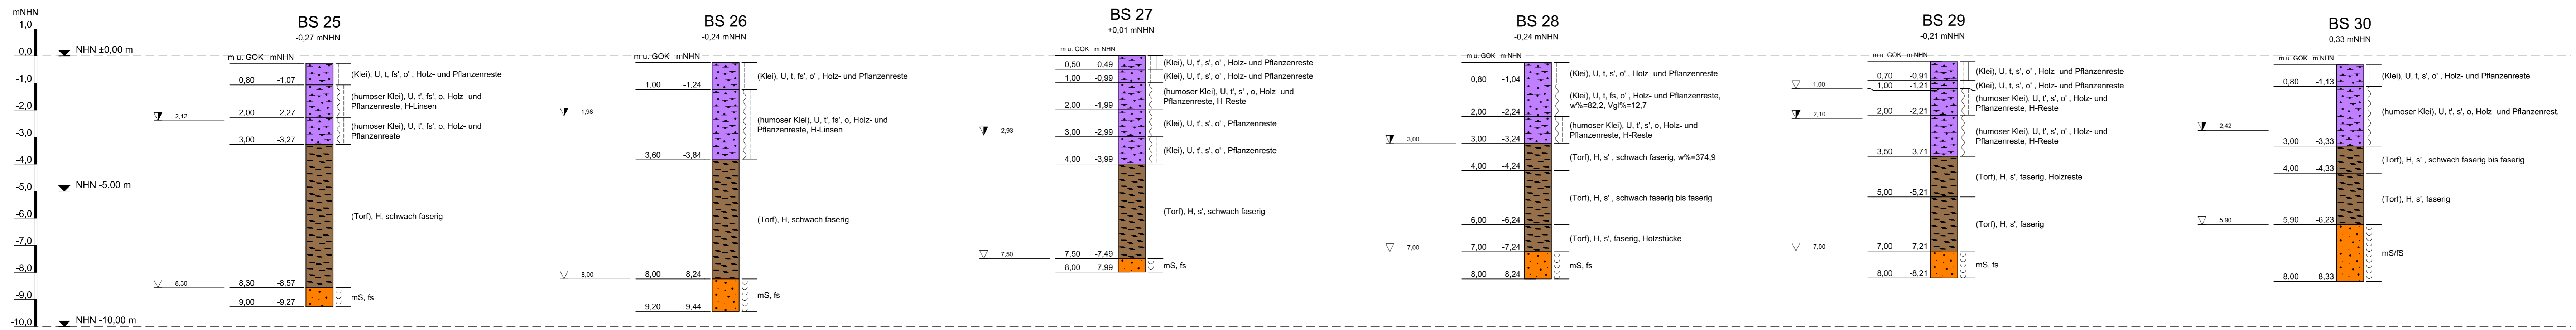 mNHN
1,0
0,0
-1,0
-2,0
-3,0
-4,0
-5,0
-6,0
-7,0
-8,0
-9,0
-10,0
NHN ±0,00 m
NHN -5,00 m
NHN -10,00 m
BS 25
-0,27 mNHN
m u. GOK mNHN
0,80 -1,07
2,00 -2,27
3,00 -3,27
8,30 -8,57
9,00 -9,27
2,12
8,30
(Klei), U, t, fs', o' , Holz- und Pflanzenreste
(humoser Klei), U, t', fs', o, Holz- und
Pflanzenreste, H-Linsen
(humoser Klei), U, t', fs', o, Holz- und
Pflanzenreste
(Torf), H, schwach faserig
mS, fs
BS 26
-0,24 mNHN
m u. GOK mNHN
1,00 -1,24
3,60 -3,84
8,00 -8,24
9,20 -9,44
1,98
8,00
(Klei), U, t, fs', o' , Holz- und Pflanzenreste
(humoser Klei), U, t', fs', o, Holz- und
Pflanzenreste, H-Linsen
(Torf), H, schwach faserig
mS, fs
BS 27
+0,01 mNHN
m u. GOK m NHN
0,50 -0,49
1,00 -0,99
2,00 -1,99
3,00 -2,99
4,00 -3,99
7,50 -7,49
8,00 -7,99
2,93
7,50
(Klei), U, t', s', o' , Holz- und Pflanzenreste
(Klei), U, t', s', o' , Holz- und Pflanzenreste
(humoser Klei), U, t', s' , o, Holz- und
Pflanzenreste, H-Reste
(Klei), U, t', s', o' , Pflanzenreste
(Klei), U, t', s', o' , Pflanzenreste
(Torf), H, s', schwach faserig
mS, fs
BS 28
-0,24 mNHN
m u. GOK m NHN
0,80 -1,04
2,00 -2,24
3,00 -3,24
4,00 -4,24
6,00 -6,24
7,00 -7,24
8,00 -8,24
3,00
7,00
(Klei), U, t, s', o' , Holz- und Pflanzenreste
(Klei), U, t, fs, o' , Holz- und Pflanzenreste,
w%=82,2, Vgl%=12,7
(humoser Klei), U, t', s', o, Holz- und
Pflanzenreste, H-Reste
(Torf), H, s' , schwach faserig, w%=374,9
(Torf), H, s' , schwach faserig bis faserig
(Torf), H, s', faserig, Holzstücke
mS, fs
BS 29
-0,21 mNHN
m u. GOK m NHN
0,70 -0,91
1,00 -1,21
2,00 -2,21
3,50 -3,71
5,00 -5,21
7,00 -7,21
8,00 -8,21
1,00
2,10
7,00
(Klei), U, t, s', o' , Holz- und Pflanzenreste
(Klei), U, t, s', o' , Holz- und Pflanzenreste
(humoser Klei), U, t', s', o' , Holz- und
Pflanzenreste, H-Reste
(humoser Klei), U, t', s', o' , Holz- und
Pflanzenreste, H-Reste
(Torf), H, s', faserig, Holzreste
(Torf), H, s', faserig
mS, fs
BS 30
-0,33 mNHN
m u. GOK m NHN
0,80 -1,13
3,00 -3,33
4,00 -4,33
5,90 -6,23
8,00 -8,33
2,42
5,90
(Klei), U, t, s', o' , Holz- und Pflanzenreste
(humoser Klei), U, t', s', o, Holz- und Pflanzenrest,
(Torf), H, s' , schwach faserig bis faserig
(Torf), H, s', faserig
mS/fS